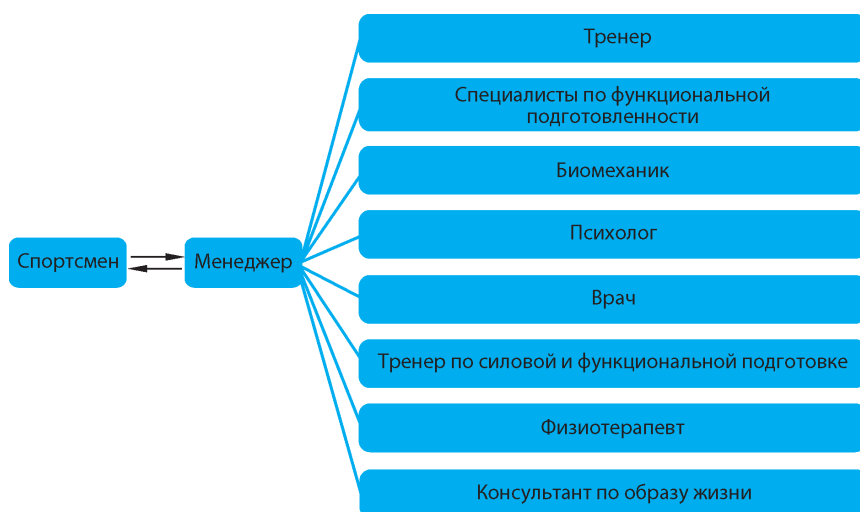 Тренер
Специалисты по функциональной
подготовленности
Биомеханик
Психолог
Спортсмен
Менеджер
Врач
Тренер по силовой и функциональной подготовке
Физиотерапевт
Консультант по образу жизни